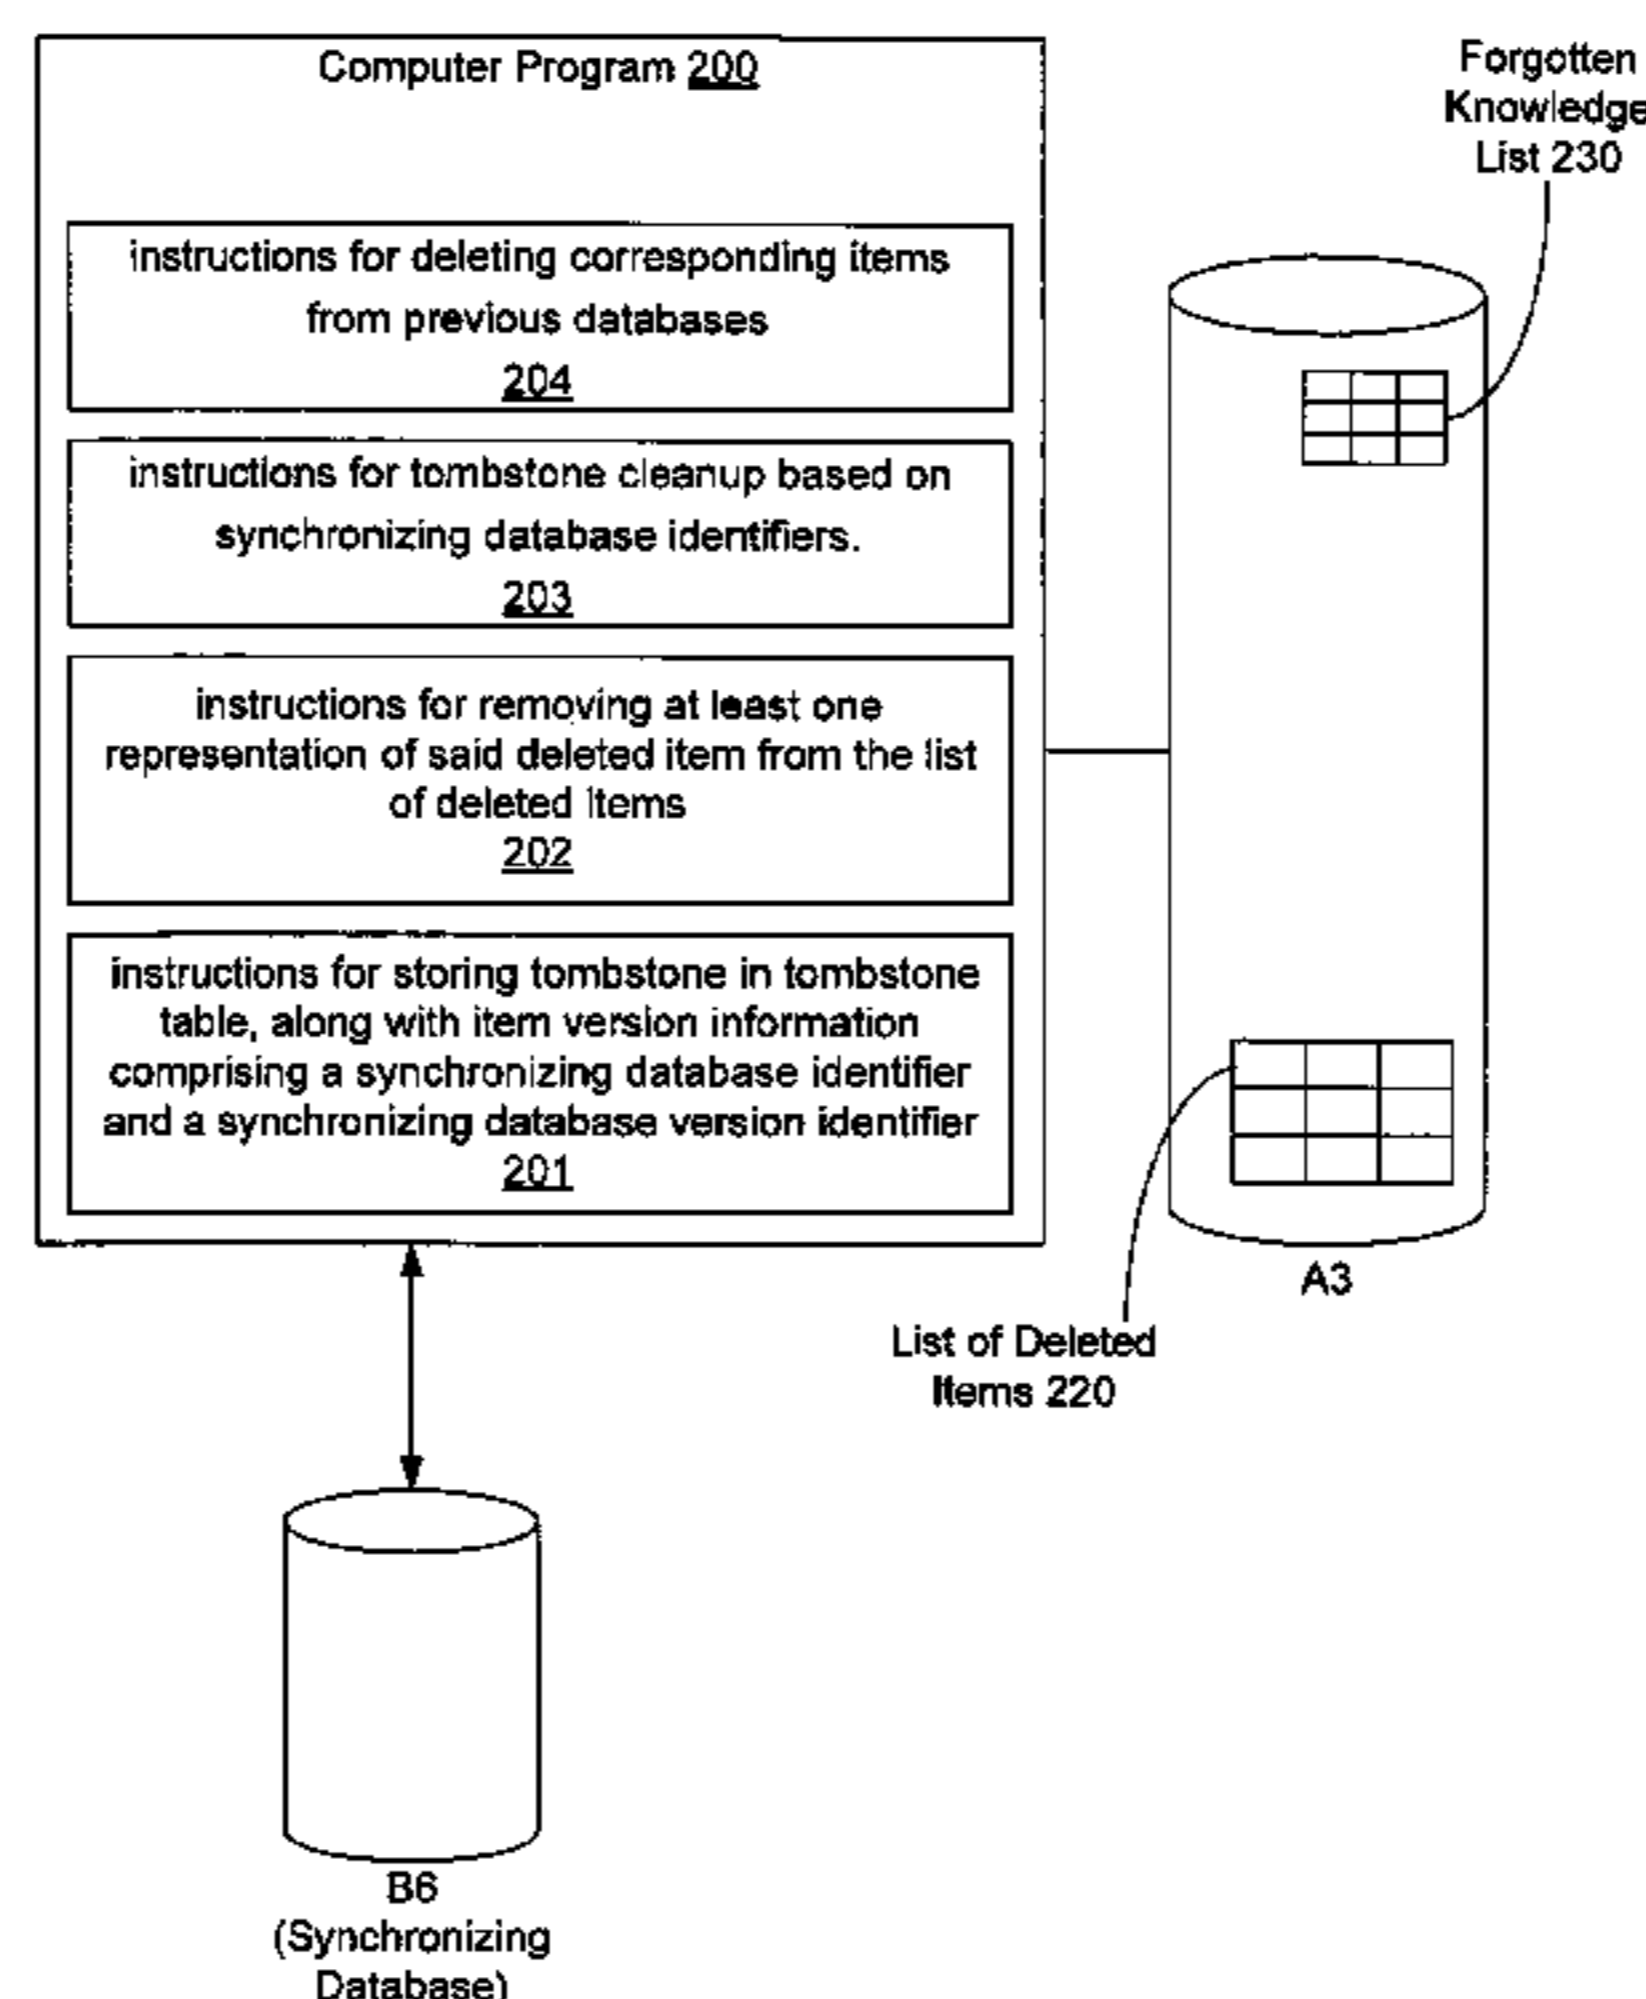 Computer Program 200
Forgotten
Knowledge
List 230
instructions for deleting corresponding items
from previous databases
204
instructions for tombstone cleanup based on
synchronizing database identifiers.
203
instructions for removing at least one
representation of said deleted item from the list
of deleted items
202
instructions for storing tombstone in tombstone
table, along with item version information
comprising a synchronizing database identifier
and a synchronizing database version identifier
201
A3
List of Deleted
Items 220
B6
(Synchronizing
Database)